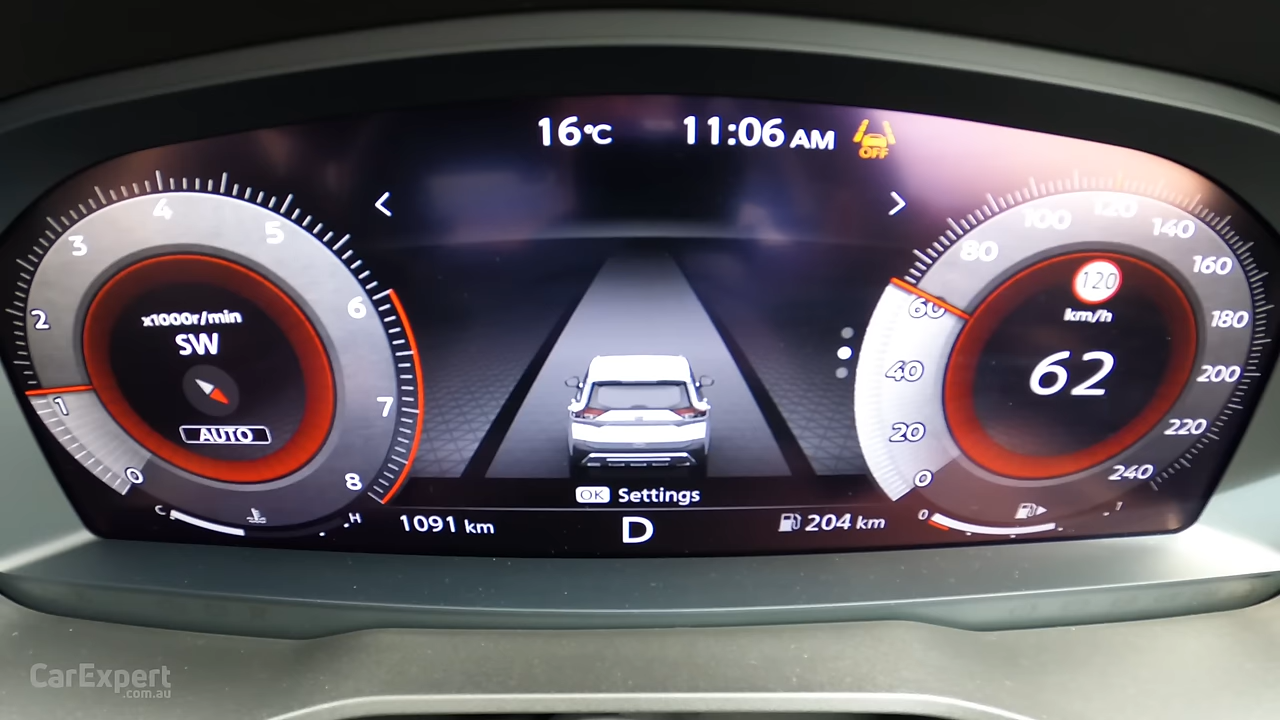 16°C 11:06 AM
OFF
0
1
2
3
4
5
6
7
8
x1000r/min
SW
AUTO
C
H
0
20
40
60
80
100
120
140
160
180
200
220
240
120
km/h
62
OK Settings
1091 km
D
204 km
0
1
CarExpert
.com.au